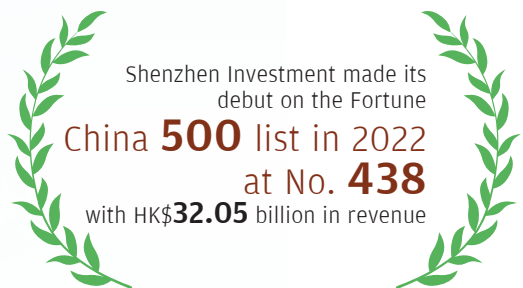 Shenzhen Investment made its
debut on the Fortune
China 500 list in 2022
at No. 438
with HK$32.05 billion in revenue